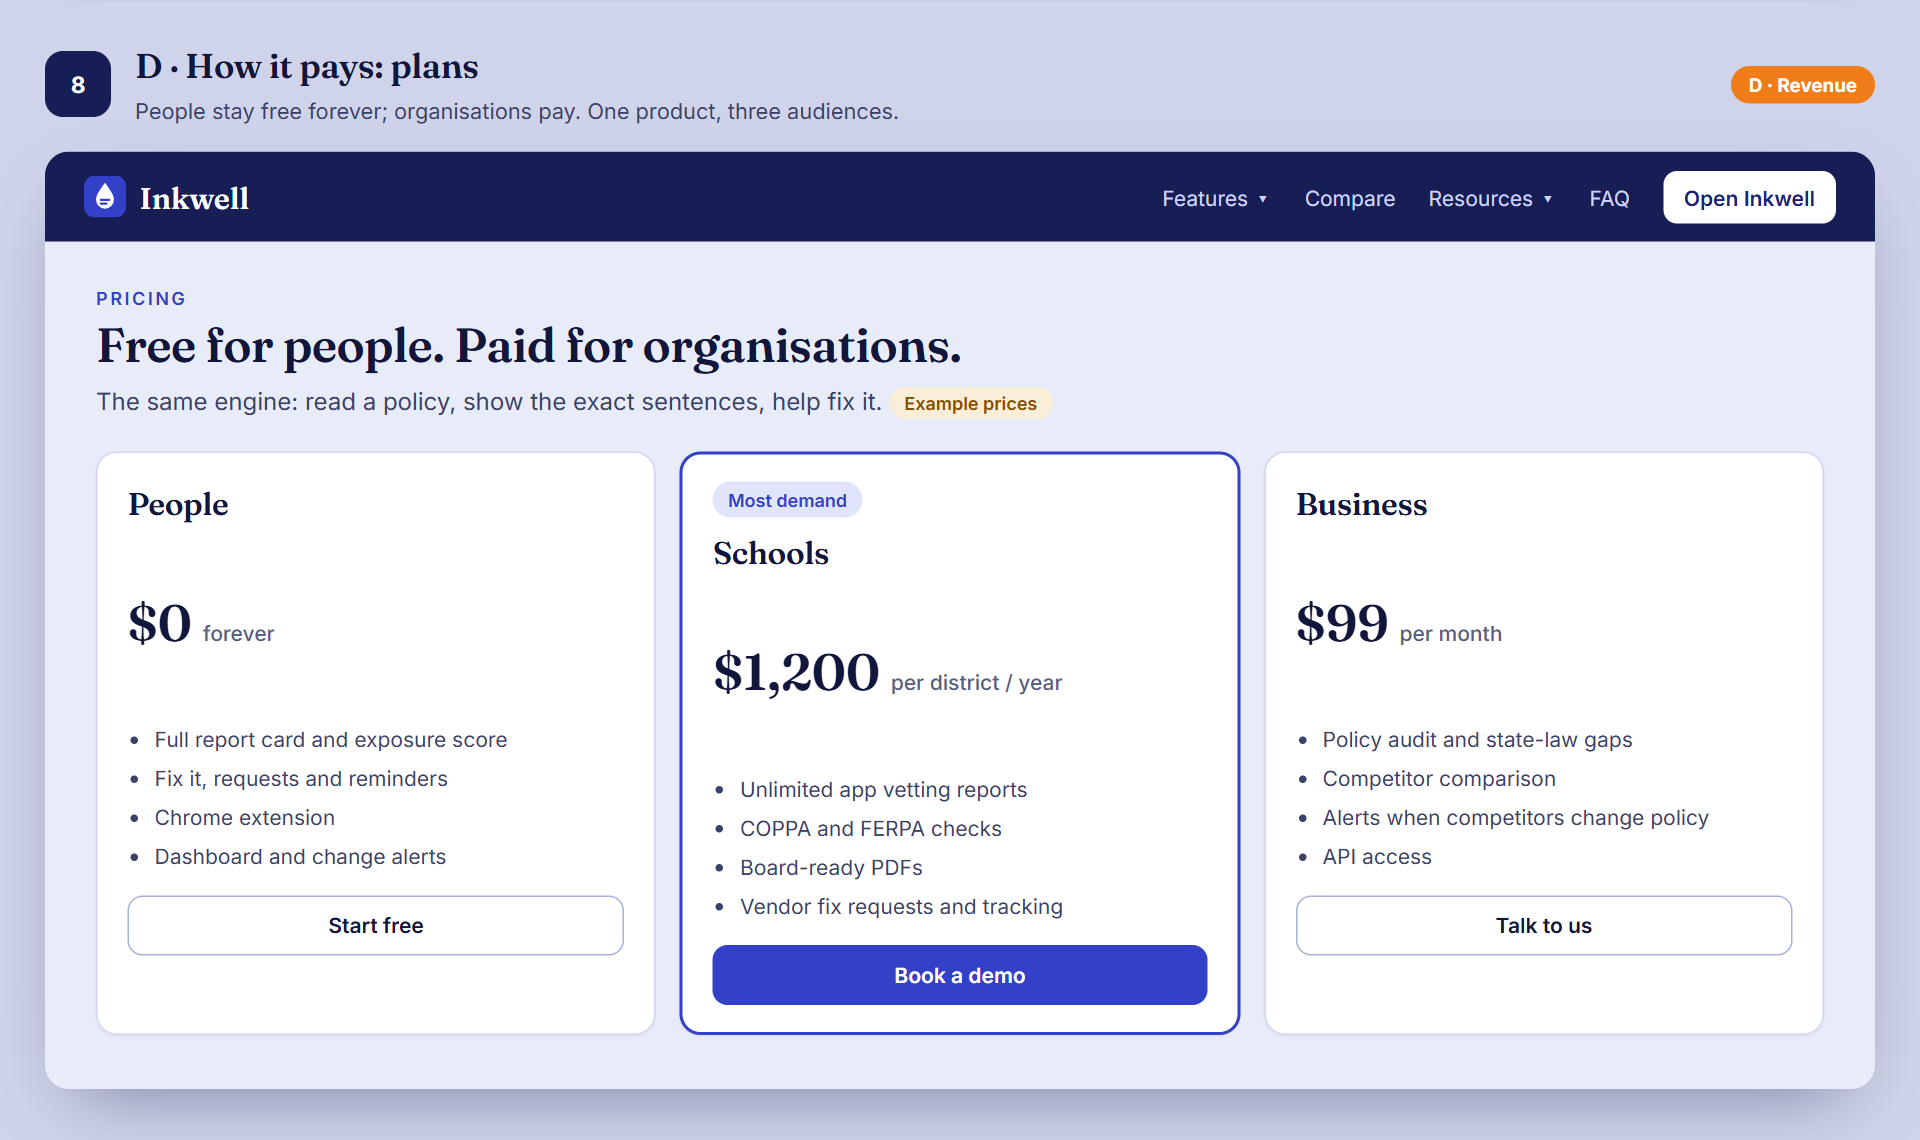 8
D · How it pays: plans
People stay free forever; organisations pay. One product, three audiences.
D · Revenue
Inkwell
Features ▼
Compare
Resources ▼
FAQ
Open Inkwell
PRICING
Free for people. Paid for organisations.
The same engine: read a policy, show the exact sentences, help fix it. Example prices
People
$0 forever
• Full report card and exposure score
• Fix it, requests and reminders
• Chrome extension
• Dashboard and change alerts
Start free
Most demand
Schools
$1,200 per district / year
• Unlimited app vetting reports
• COPPA and FERPA checks
• Board-ready PDFs
• Vendor fix requests and tracking
Book a demo
Business
$99 per month
• Policy audit and state-law gaps
• Competitor comparison
• Alerts when competitors change policy
• API access
Talk to us